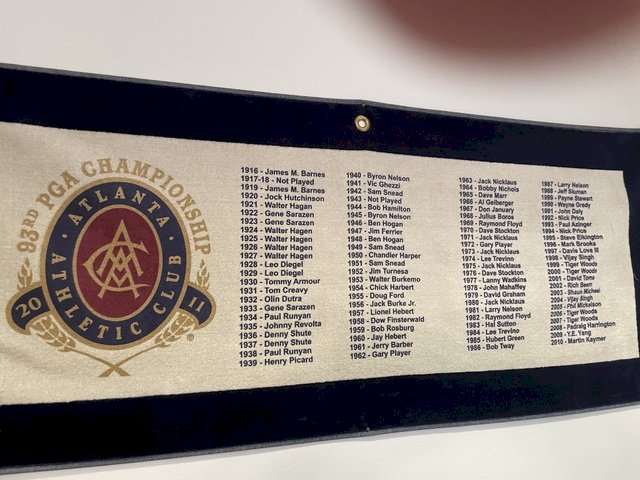 93RD PGA CHAMPIONSHIP
ATLANTA
ATHLETIC CLUB
AAC
2011
®
1916 - James M. Barnes
1917-18 - Not Played
1919 - James M. Barnes
1920 - Jock Hutchinson
1921 - Walter Hagan
1922 - Gene Sarazen
1923 - Gene Sarazen
1924 - Walter Hagan
1925 - Walter Hagan
1926 - Walter Hagan
1927 - Walter Hagan
1928 - Leo Diegel
1929 - Leo Diegel
1930 - Tommy Armour
1931 - Tom Creavy
1932 - Olin Dutra
1933 - Gene Sarazen
1934 - Paul Runyan
1935 - Johnny Revolta
1936 - Denny Shute
1937 - Denny Shute
1938 - Paul Runyan
1939 - Henry Picard
1940 - Byron Nelson
1941 - Vic Ghezzi
1942 - Sam Snead
1943 - Not Played
1944 - Bob Hamilton
1945 - Byron Nelson
1946 - Ben Hogan
1947 - Jim Ferrier
1948 - Ben Hogan
1949 - Sam Snead
1950 - Chandler Harper
1951 - Sam Snead
1952 - Jim Turnesa
1953 - Walter Burkemo
1954 - Chick Harbert
1955 - Doug Ford
1956 - Jack Burke Jr.
1957 - Lionel Hebert
1958 - Dow Finsterwald
1959 - Bob Rosburg
1960 - Jay Hebert
1961 - Jerry Barber
1962 - Gary Player
1963 - Jack Nicklaus
1964 - Bobby Nichols
1965 - Dave Marr
1966 - Al Geiberger
1967 - Don January
1968 - Julius Boros
1969 - Raymond Floyd
1970 - Dave Stockton
1971 - Jack Nicklaus
1972 - Gary Player
1973 - Jack Nicklaus
1974 - Lee Trevino
1975 - Jack Nicklaus
1976 - Dave Stockton
1977 - Lanny Wadkins
1978 - John Mahaffey
1979 - David Graham
1980 - Jack Nicklaus
1981 - Larry Nelson
1982 - Raymond Floyd
1983 - Hal Sutton
1984 - Lee Trevino
1985 - Hubert Green
1986 - Bob Tway
1987 - Larry Nelson
1988 - Jeff Sluman
1989 - Payne Stewart
1990 - Wayne Grady
1991 - John Daly
1992 - Nick Price
1993 - Paul Azinger
1994 - Nick Price
1995 - Steve Elkington
1996 - Mark Brooks
1997 - Davis Love III
1998 - Vijay Singh
1999 - Tiger Woods
2000 - Tiger Woods
2001 - David Toms
2002 - Rich Beem
2003 - Shaun Micheel
2004 - Vijay Singh
2005 - Phil Mickelson
2006 - Tiger Woods
2007 - Tiger Woods
2008 - Padraig Harrington
2009 - Y.E. Yang
2010 - Martin Kaymer